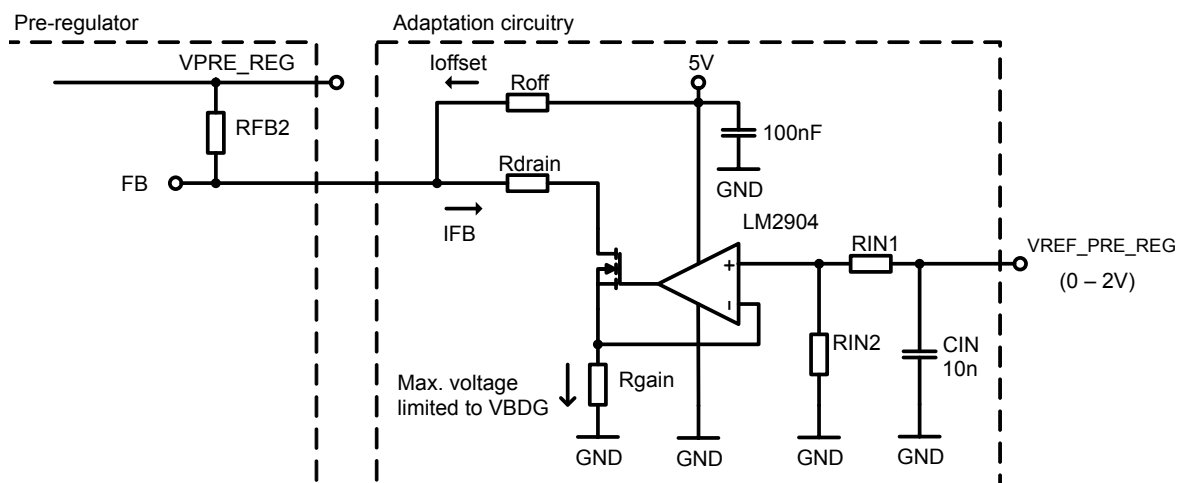 Pre-regulator
Adaptation circuitry
VPRE_REG
Ioffset
Roff
5V
RFB2
100nF
GND
FB
Rdrain
IFB
LM2904
RIN1
VREF_PRE_REG
(0 – 2V)
+
-
RIN2
CIN
10n
Max. voltage
limited to VBDG
Rgain
GND
GND
GND
GND